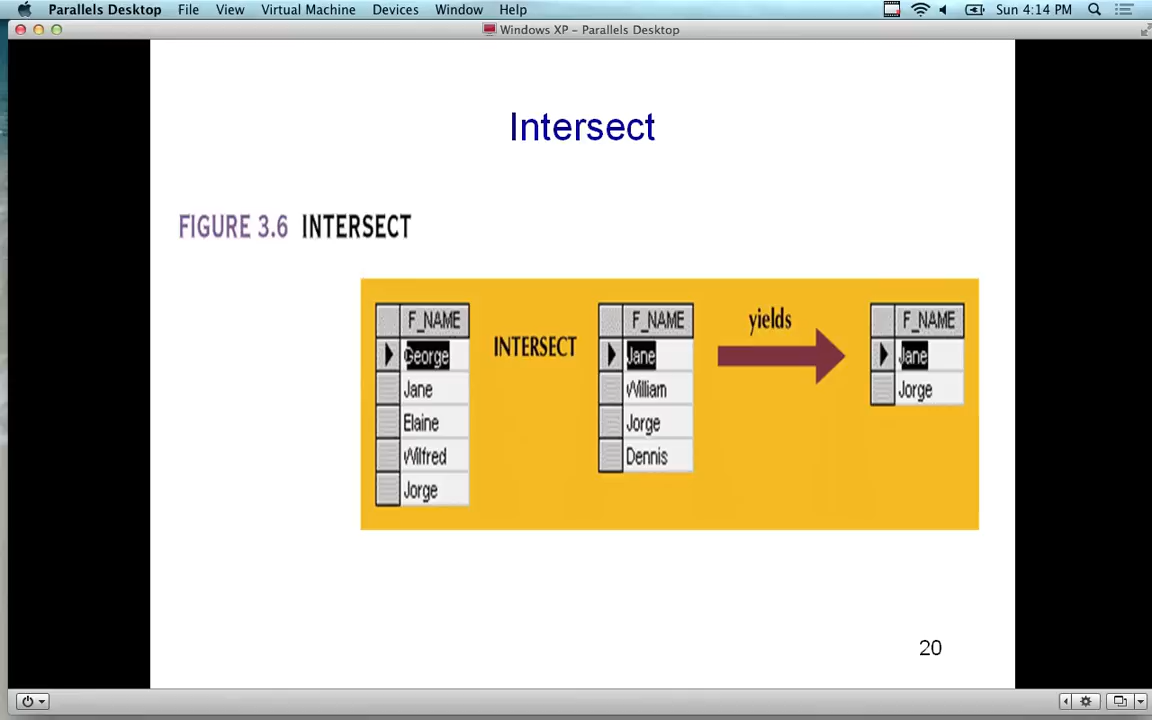 Parallels Desktop File View Virtual Machine Devices Window Help Sun 4:14 PM
Windows XP – Parallels Desktop
Intersect
FIGURE 3.6 INTERSECT
F_NAME
George
Jane
Elaine
Wilfred
Jorge
INTERSECT
F_NAME
Jane
William
Jorge
Dennis
yields
F_NAME
Jane
Jorge
20